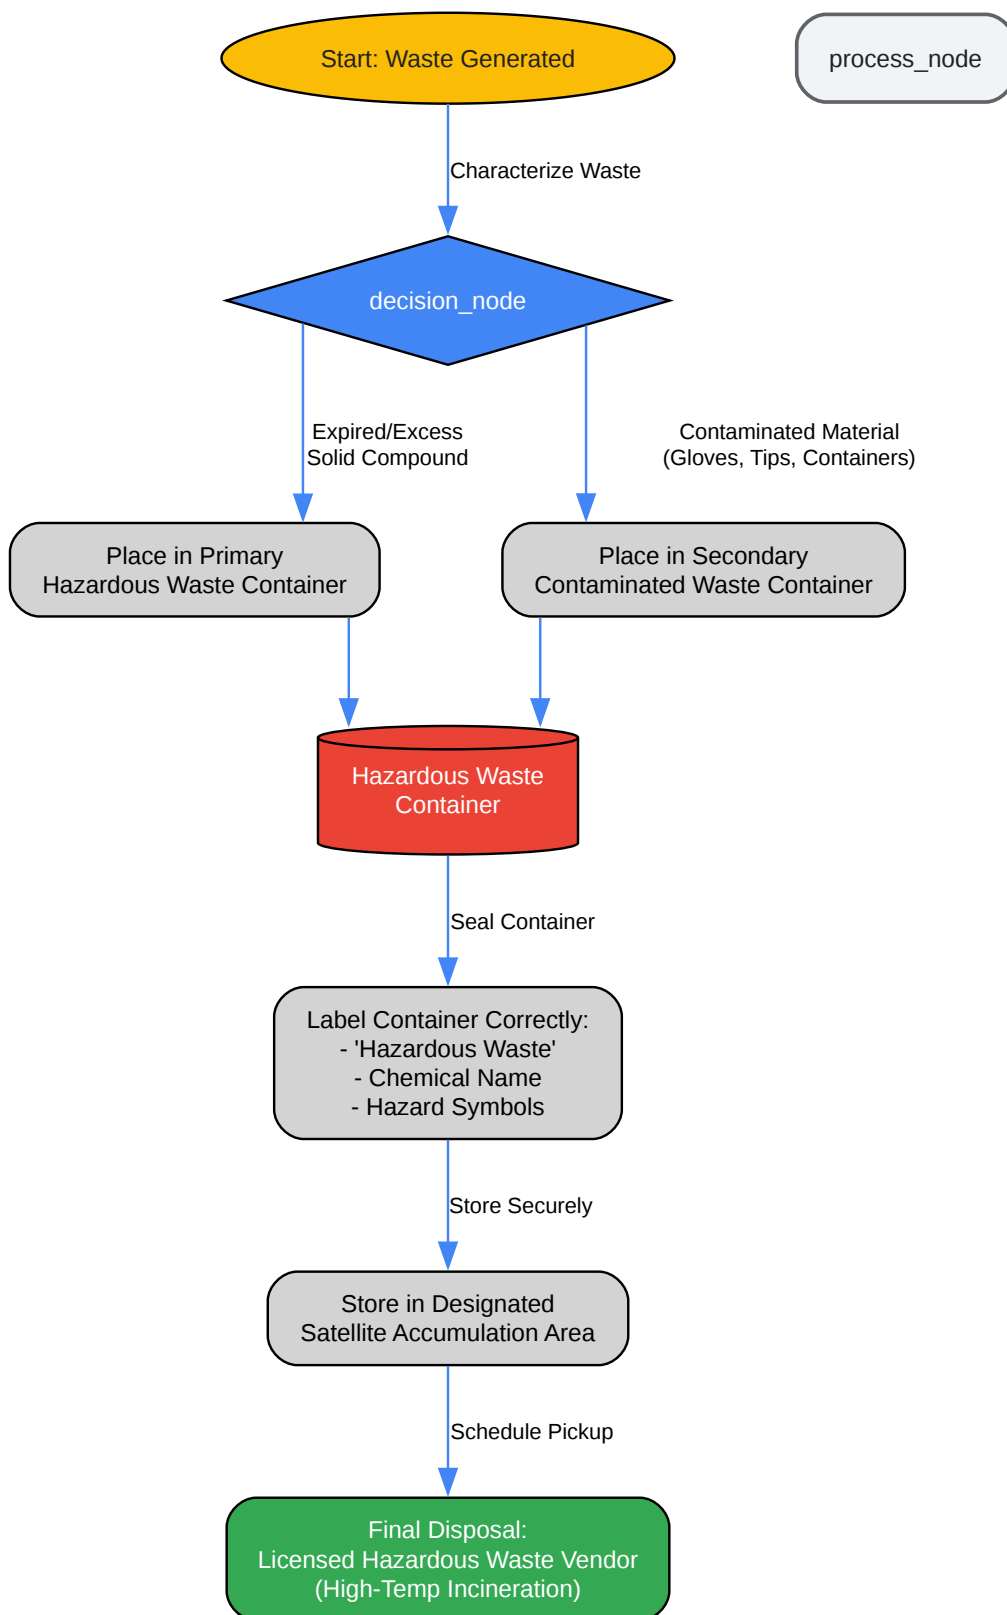 Start: Waste Generated
process_node
Characterize Waste
decision_node
Expired/Excess
Solid Compound
Contaminated Material
(Gloves, Tips, Containers)
Place in Primary
Hazardous Waste Container
Place in Secondary
Contaminated Waste Container
Hazardous Waste
Container
Seal Container
Label Container Correctly:
- 'Hazardous Waste'
- Chemical Name
- Hazard Symbols
Store Securely
Store in Designated
Satellite Accumulation Area
Schedule Pickup
Final Disposal:
Licensed Hazardous Waste Vendor
(High-Temp Incineration)